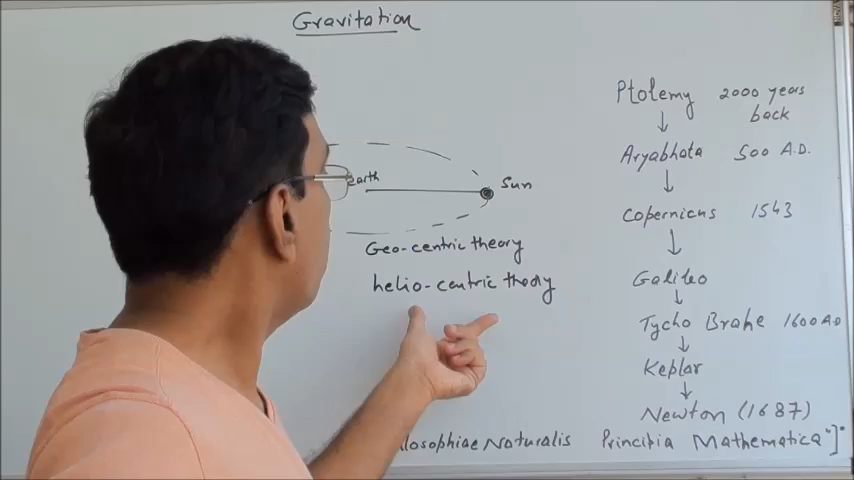 Gravitation
Ptolemy 2000 years
back
Aryabhata 500 A.D.
earth
Sun
Copernicus 1543
Geo-centric theory
helio-centric theory
Galileo
Tycho Brahe 1600 AD
Keplar
Newton (1687)
losophiae Naturalis Principia Mathematica"]"